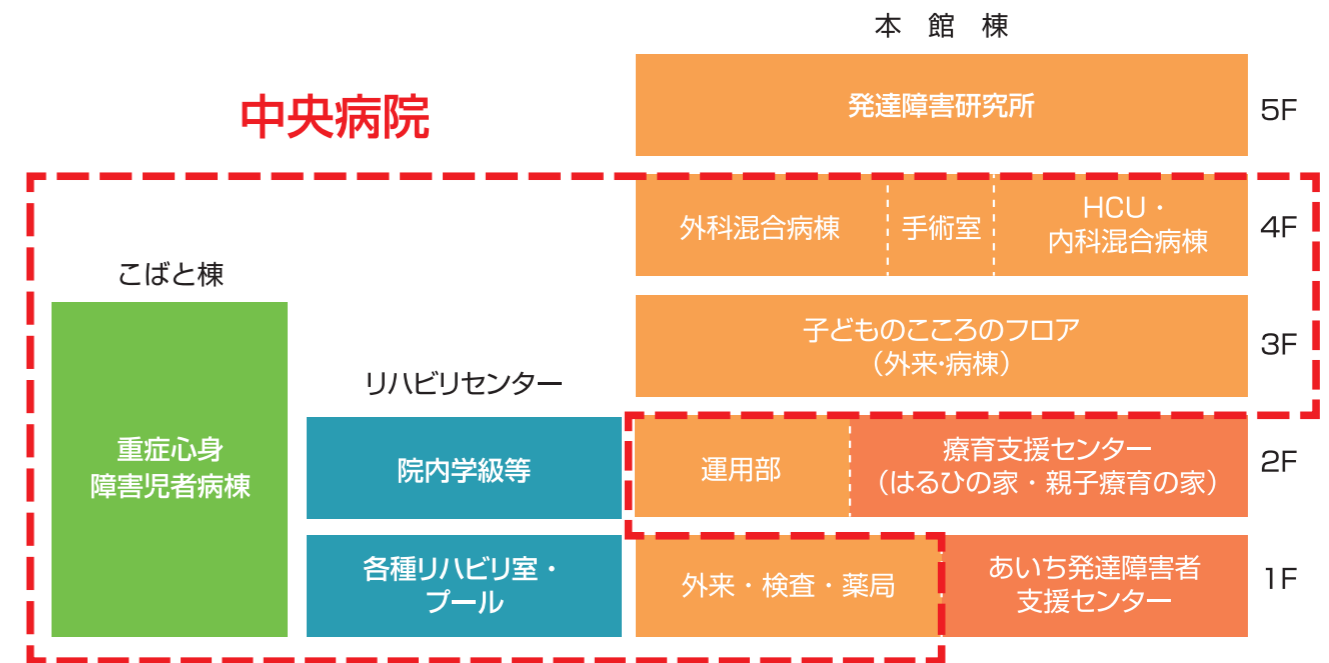 本館棟
中央病院
発達障害研究所
5F
外科混合病棟
手術室
HCU・
内科混合病棟
4F
こばと棟
子どものこころのフロア
（外来・病棟）
3F
リハビリセンター
重症心身
障害児者病棟
院内学級等
運用部
療育支援センター
（はるひの家・親子療育の家）
2F
各種リハビリ室・
プール
外来・検査・薬局
あいち発達障害者
支援センター
1F